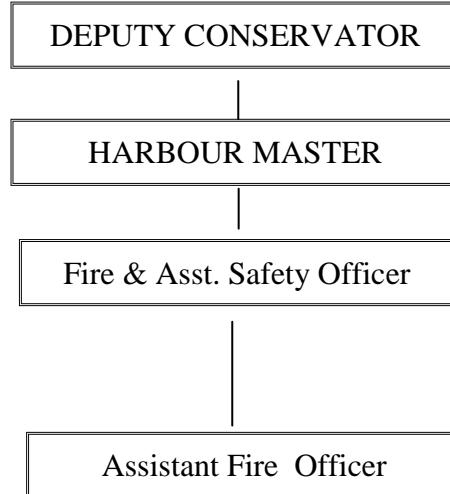 DEPUTY CONSERVATOR
HARBOUR MASTER
Fire & Asst. Safety Officer
Assistant Fire Officer